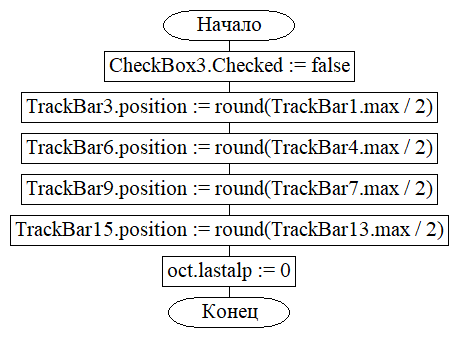 Начало
CheckBox3.Checked := false
TrackBar3.position := round(TrackBar1.max / 2)
TrackBar6.position := round(TrackBar4.max / 2)
TrackBar9.position := round(TrackBar7.max / 2)
TrackBar15.position := round(TrackBar13.max / 2)
oct.lastalp := 0
Конец